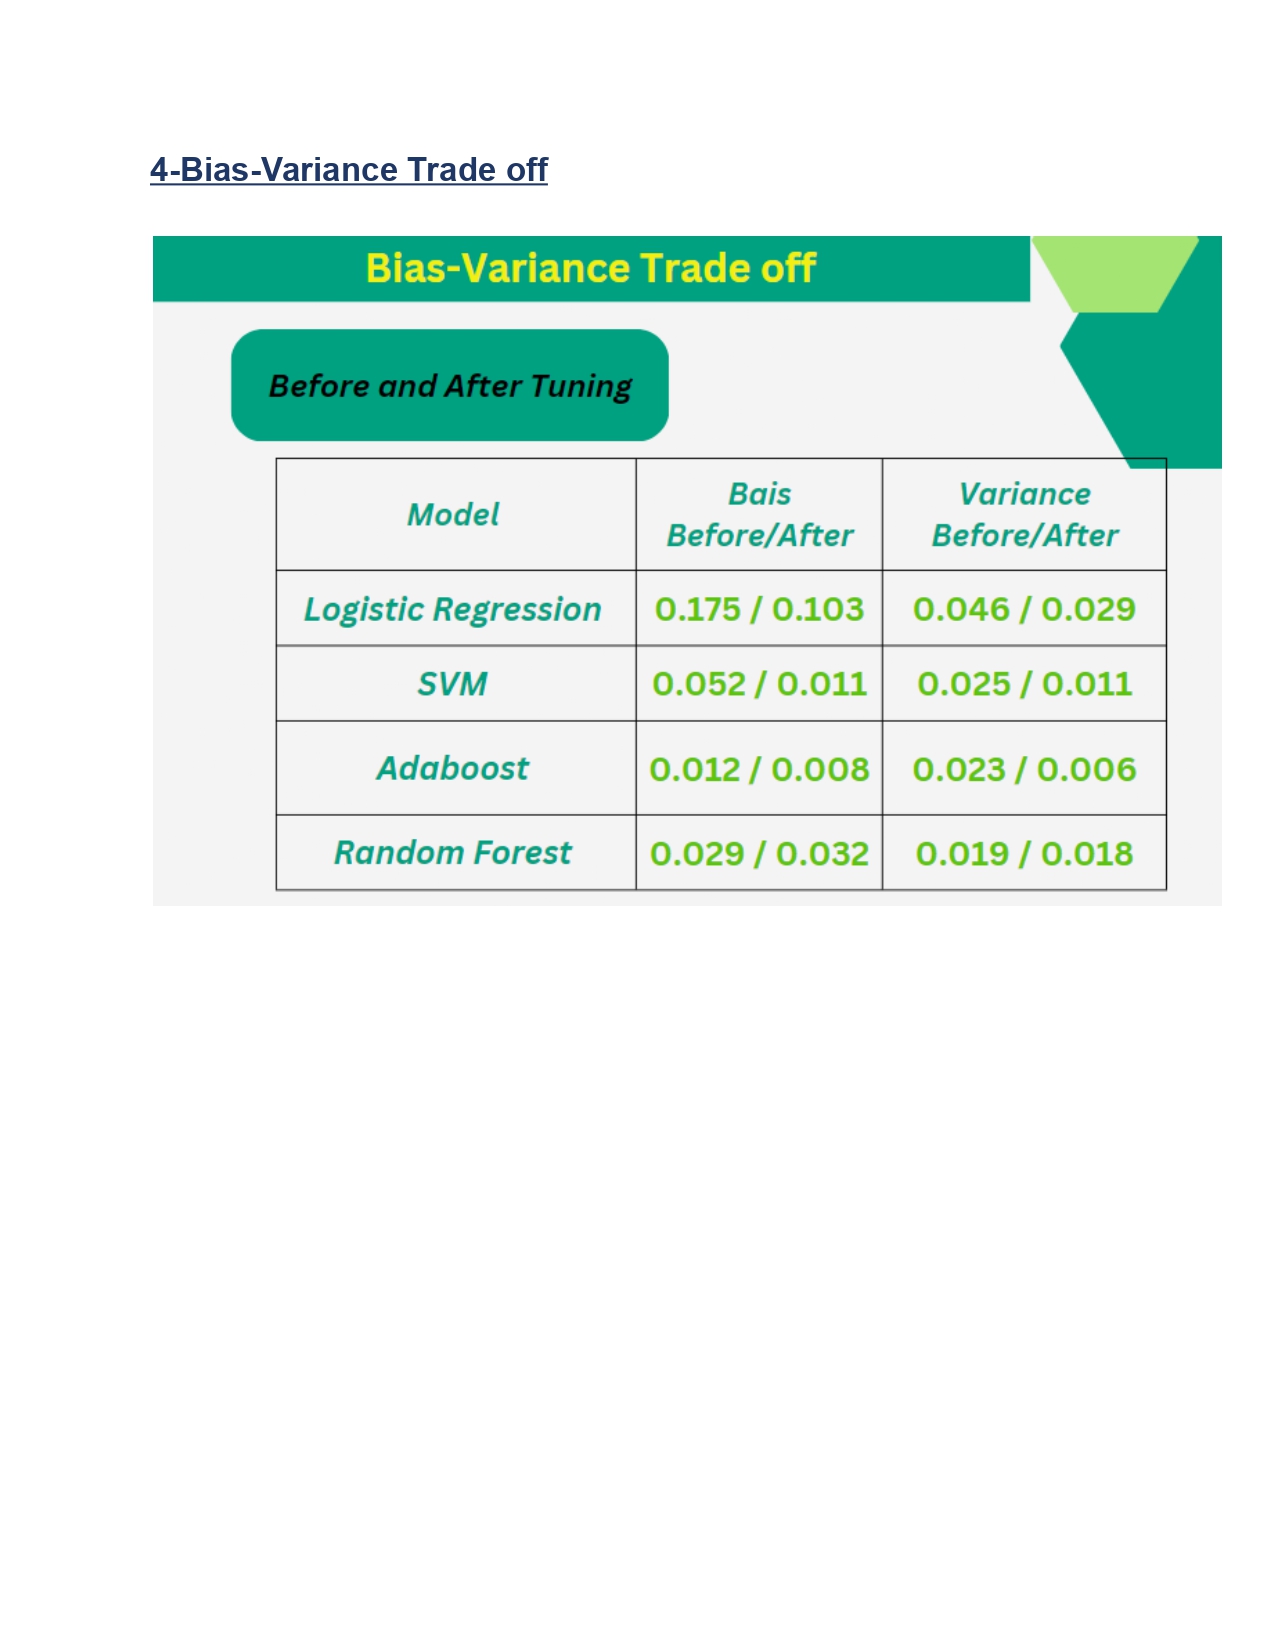 4-Bias-Variance Trade off
Bias-Variance Trade off
Before and After Tuning
Model
Bais
Before/After
Variance
Before/After
Logistic Regression
0.175 / 0.103
0.046 / 0.029
SVM
0.052 / 0.011
0.025 / 0.011
Adaboost
0.012 / 0.008
0.023 / 0.006
Random Forest
0.029 / 0.032
0.019 / 0.018